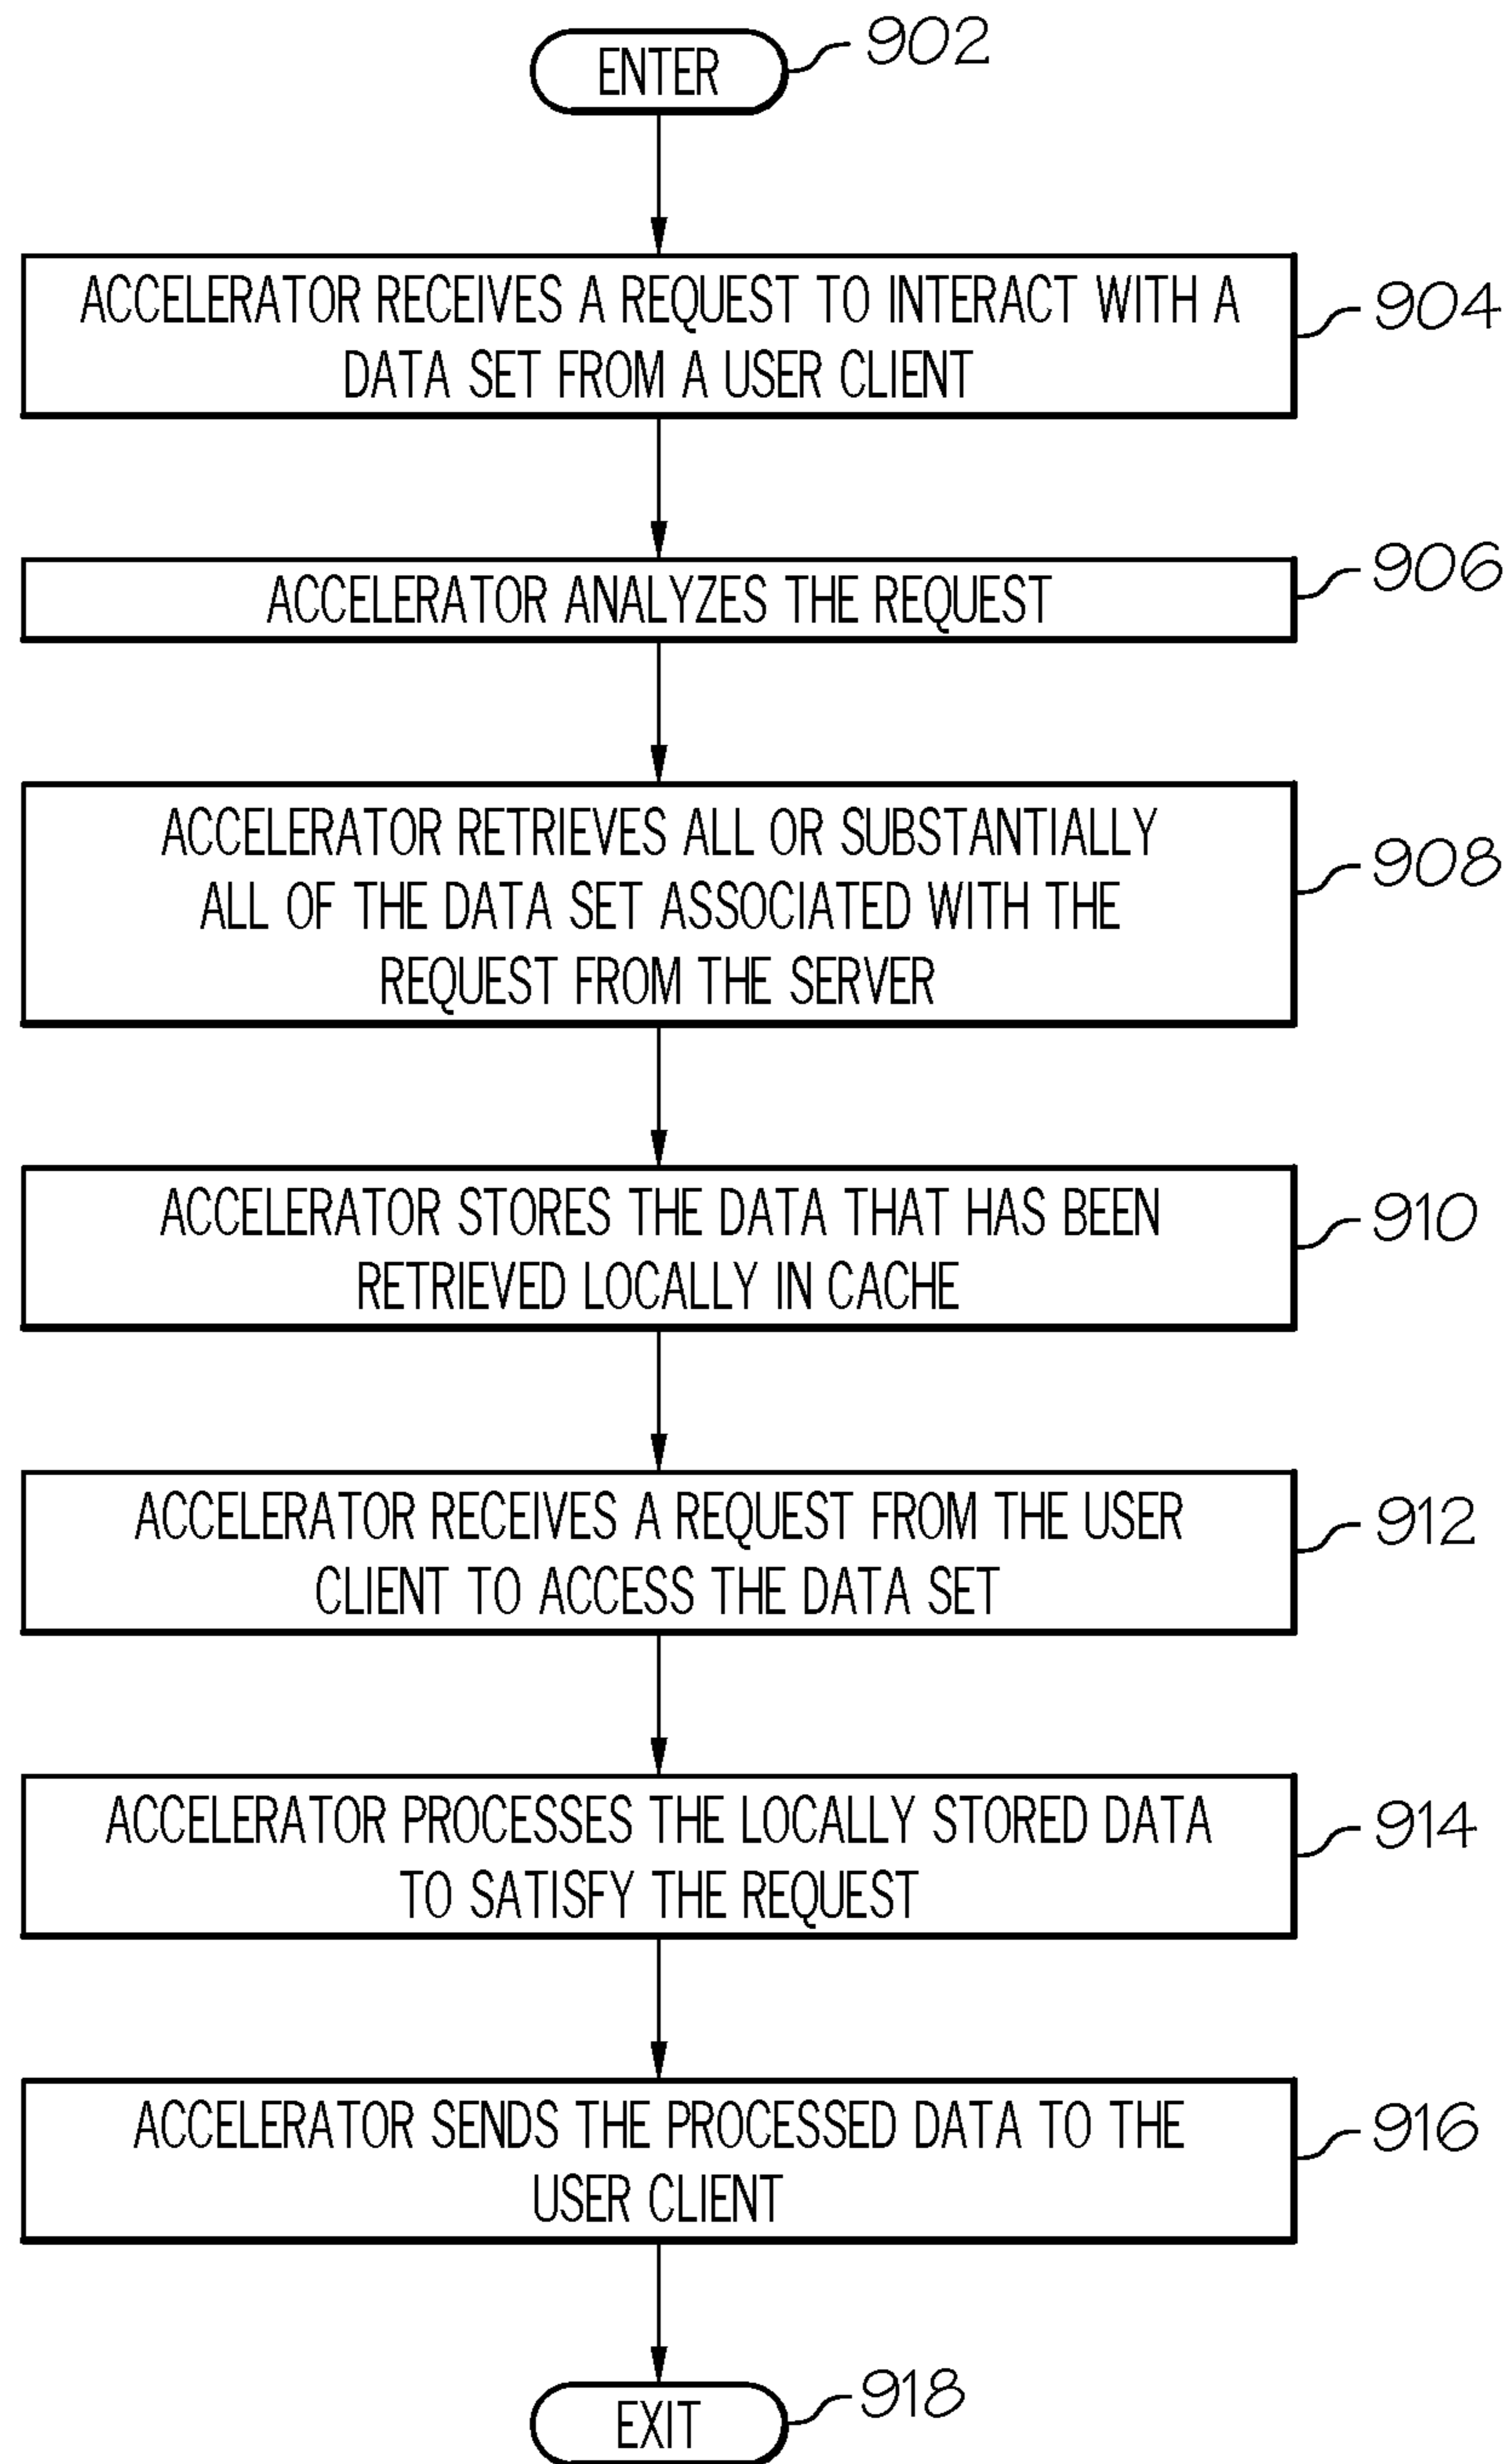 ENTER
902
ACCELERATOR RECEIVES A REQUEST TO INTERACT WITH A
DATA SET FROM A USER CLIENT
904
ACCELERATOR ANALYZES THE REQUEST
906
ACCELERATOR RETRIEVES ALL OR SUBSTANTIALLY
ALL OF THE DATA SET ASSOCIATED WITH THE
REQUEST FROM THE SERVER
908
ACCELERATOR STORES THE DATA THAT HAS BEEN
RETRIEVED LOCALLY IN CACHE
910
ACCELERATOR RECEIVES A REQUEST FROM THE USER
CLIENT TO ACCESS THE DATA SET
912
ACCELERATOR PROCESSES THE LOCALLY STORED DATA
TO SATISFY THE REQUEST
914
ACCELERATOR SENDS THE PROCESSED DATA TO THE
USER CLIENT
916
EXIT
918